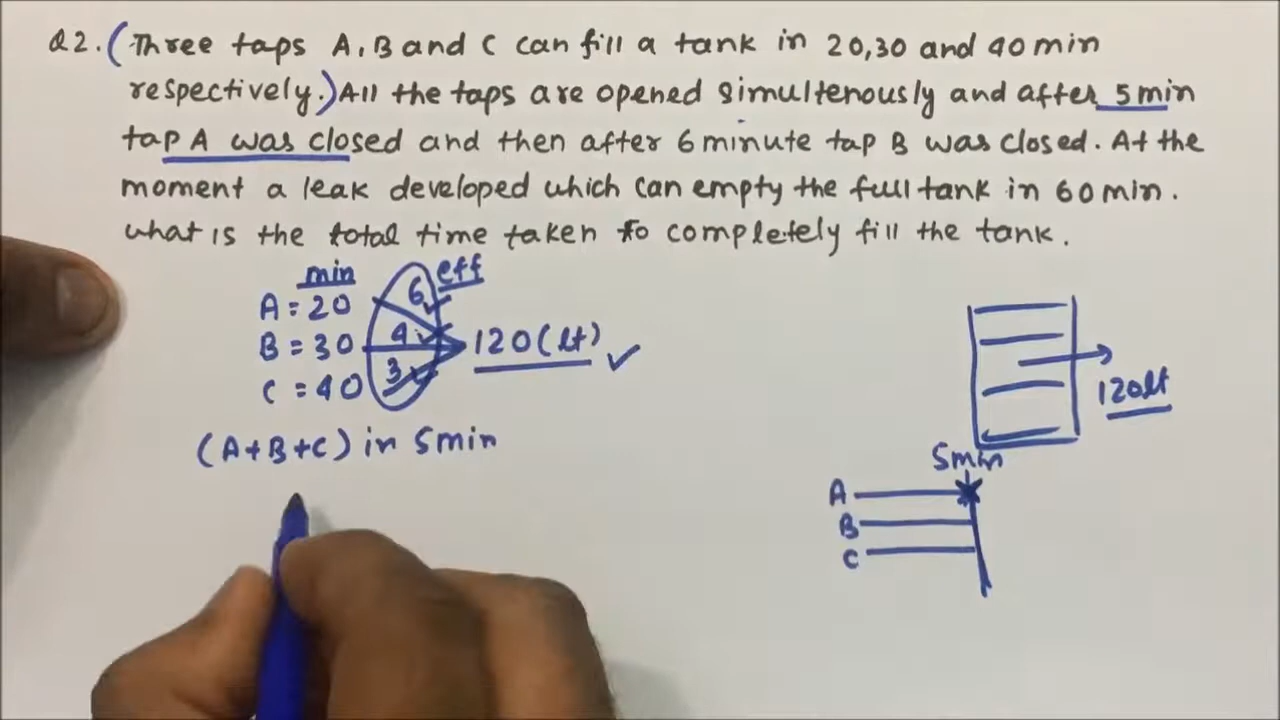 Q2. (Three taps A, B and C can fill a tank in 20,30 and 40 min
respectively.) All the taps are opened simultenously and after 5 min
tap A was closed and then after 6 minute tap B was closed. At the
moment a leak developed which can empty the full tank in 60 min.
what is the total time taken to completely fill the tank.
min eff
A = 20 6
B = 30 4 120 (lt)
C = 40 3
120lt
(A+B+C) in 5min
5min
A
B
C